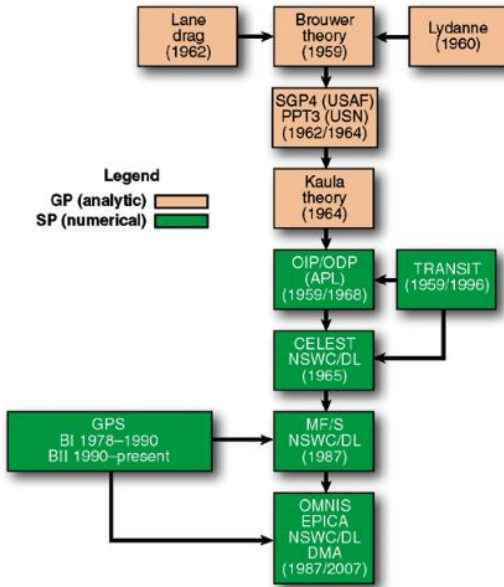 Lane
drag
(1962)
Brouwer
theory
(1959)
Lydanne
(1960)
SGP4 (USAF)
PPT3 (USN)
(1962/1964)
Legend
GP (analytic)
SP (numerical)
Kaula
theory
(1964)
OIP/ODP
(APL)
(1959/1968)
TRANSIT
(1959/1996)
CELEST
NSWC/DL
(1965)
GPS
BI 1978–1990
BII 1990–present
MF/S
NSWC/DL
(1987)
OMNIS
EPICA
NSWC/DL
DMA
(1987/2007)